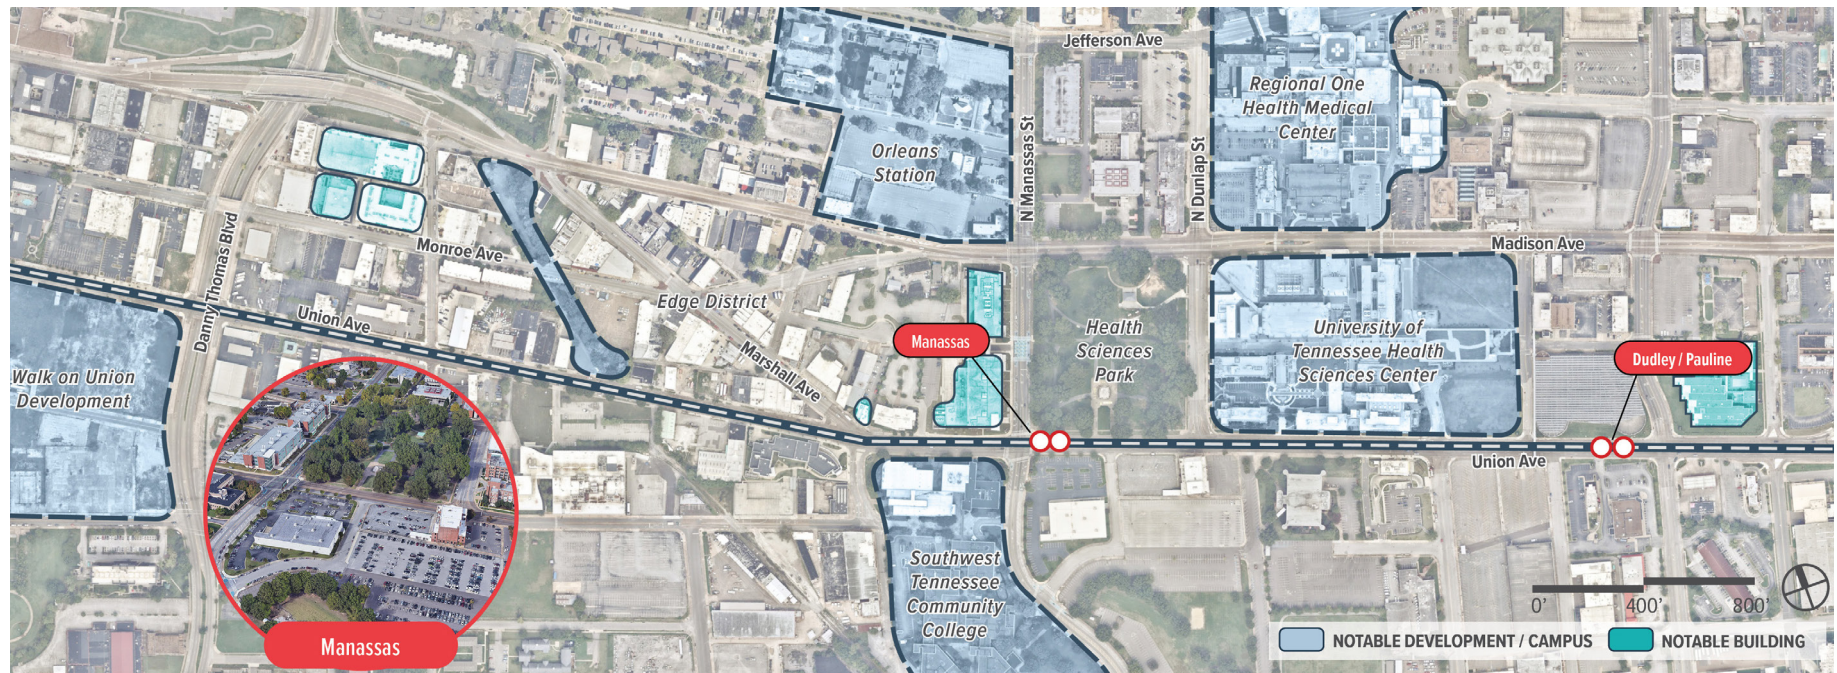 Jefferson Ave
Regional One
Health Medical
Center
N Manassas St
N Dunlap St
Orleans
Station
Danny Thomas Blvd
Monroe Ave
Madison Ave
Edge District
Union Ave
Marshall Ave
Manassas
Health
Sciences
Park
University of
Tennessee Health
Sciences Center
Dudley / Pauline
Walk on Union
Development
Union Ave
Southwest
Tennessee
Community
College
Manassas
0' 400' 800'
NOTABLE DEVELOPMENT / CAMPUS
NOTABLE BUILDING